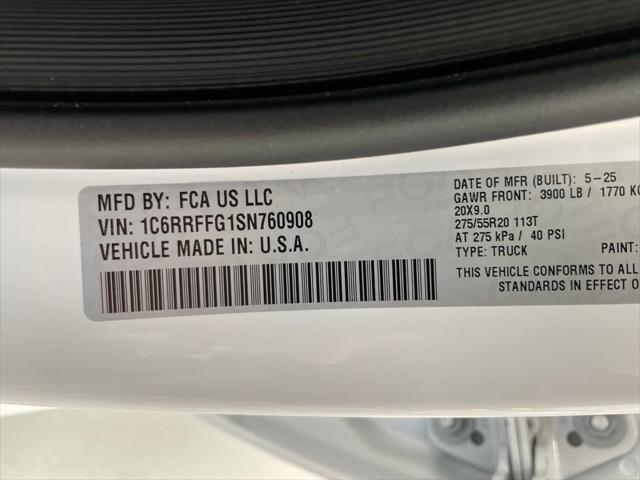 MFD BY: FCA US LLC
VIN: 1C6RRFFG1SN760908
VEHICLE MADE IN: U.S.A.
DATE OF MFR (BUILT): 5-25
GAWR FRONT: 3900 LB / 1770 KG
20X9.0
275/55R20 113T
AT 275 kPa / 40 PSI
TYPE: TRUCK PAINT:
THIS VEHICLE CONFORMS TO ALL
STANDARDS IN EFFECT O